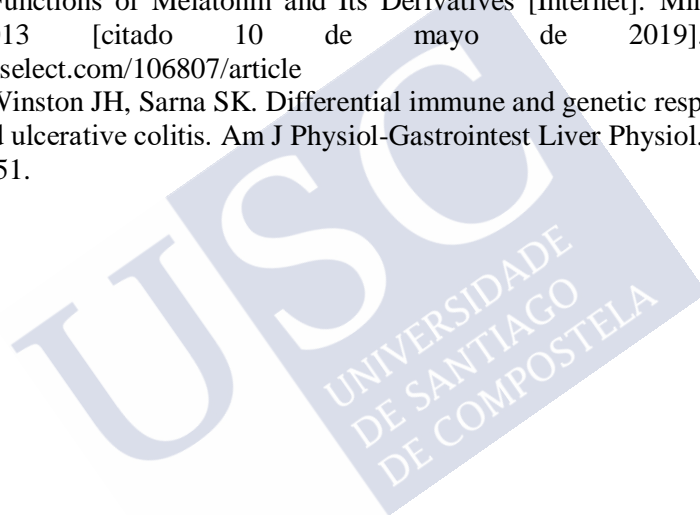 Functions of Melatonin and Its Derivatives [Internet].
13 [citado 10 de mayo de 2019].
select.com/106807/article
Winston JH, Sarna SK. Differential immune and genetic resp
d ulcerative colitis. Am J Physiol-Gastrointest Liver Physiol.
51.
USC
UNIVERSIDADE
DE SANTIAGO
DE COMPOSTELA